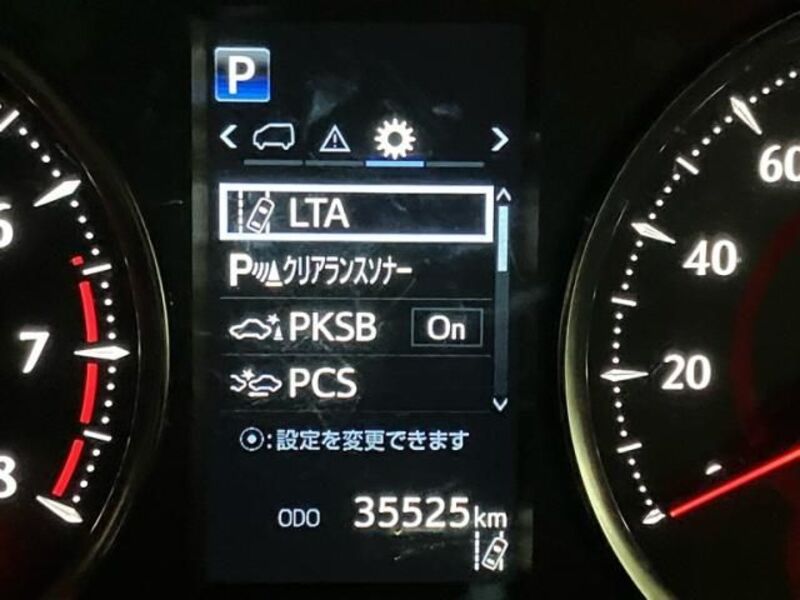 P
LTA
Pクリアランスソナー
PKSB On
PCS
:設定を変更できます
ODO 35525km
6
7
8
60
40
20